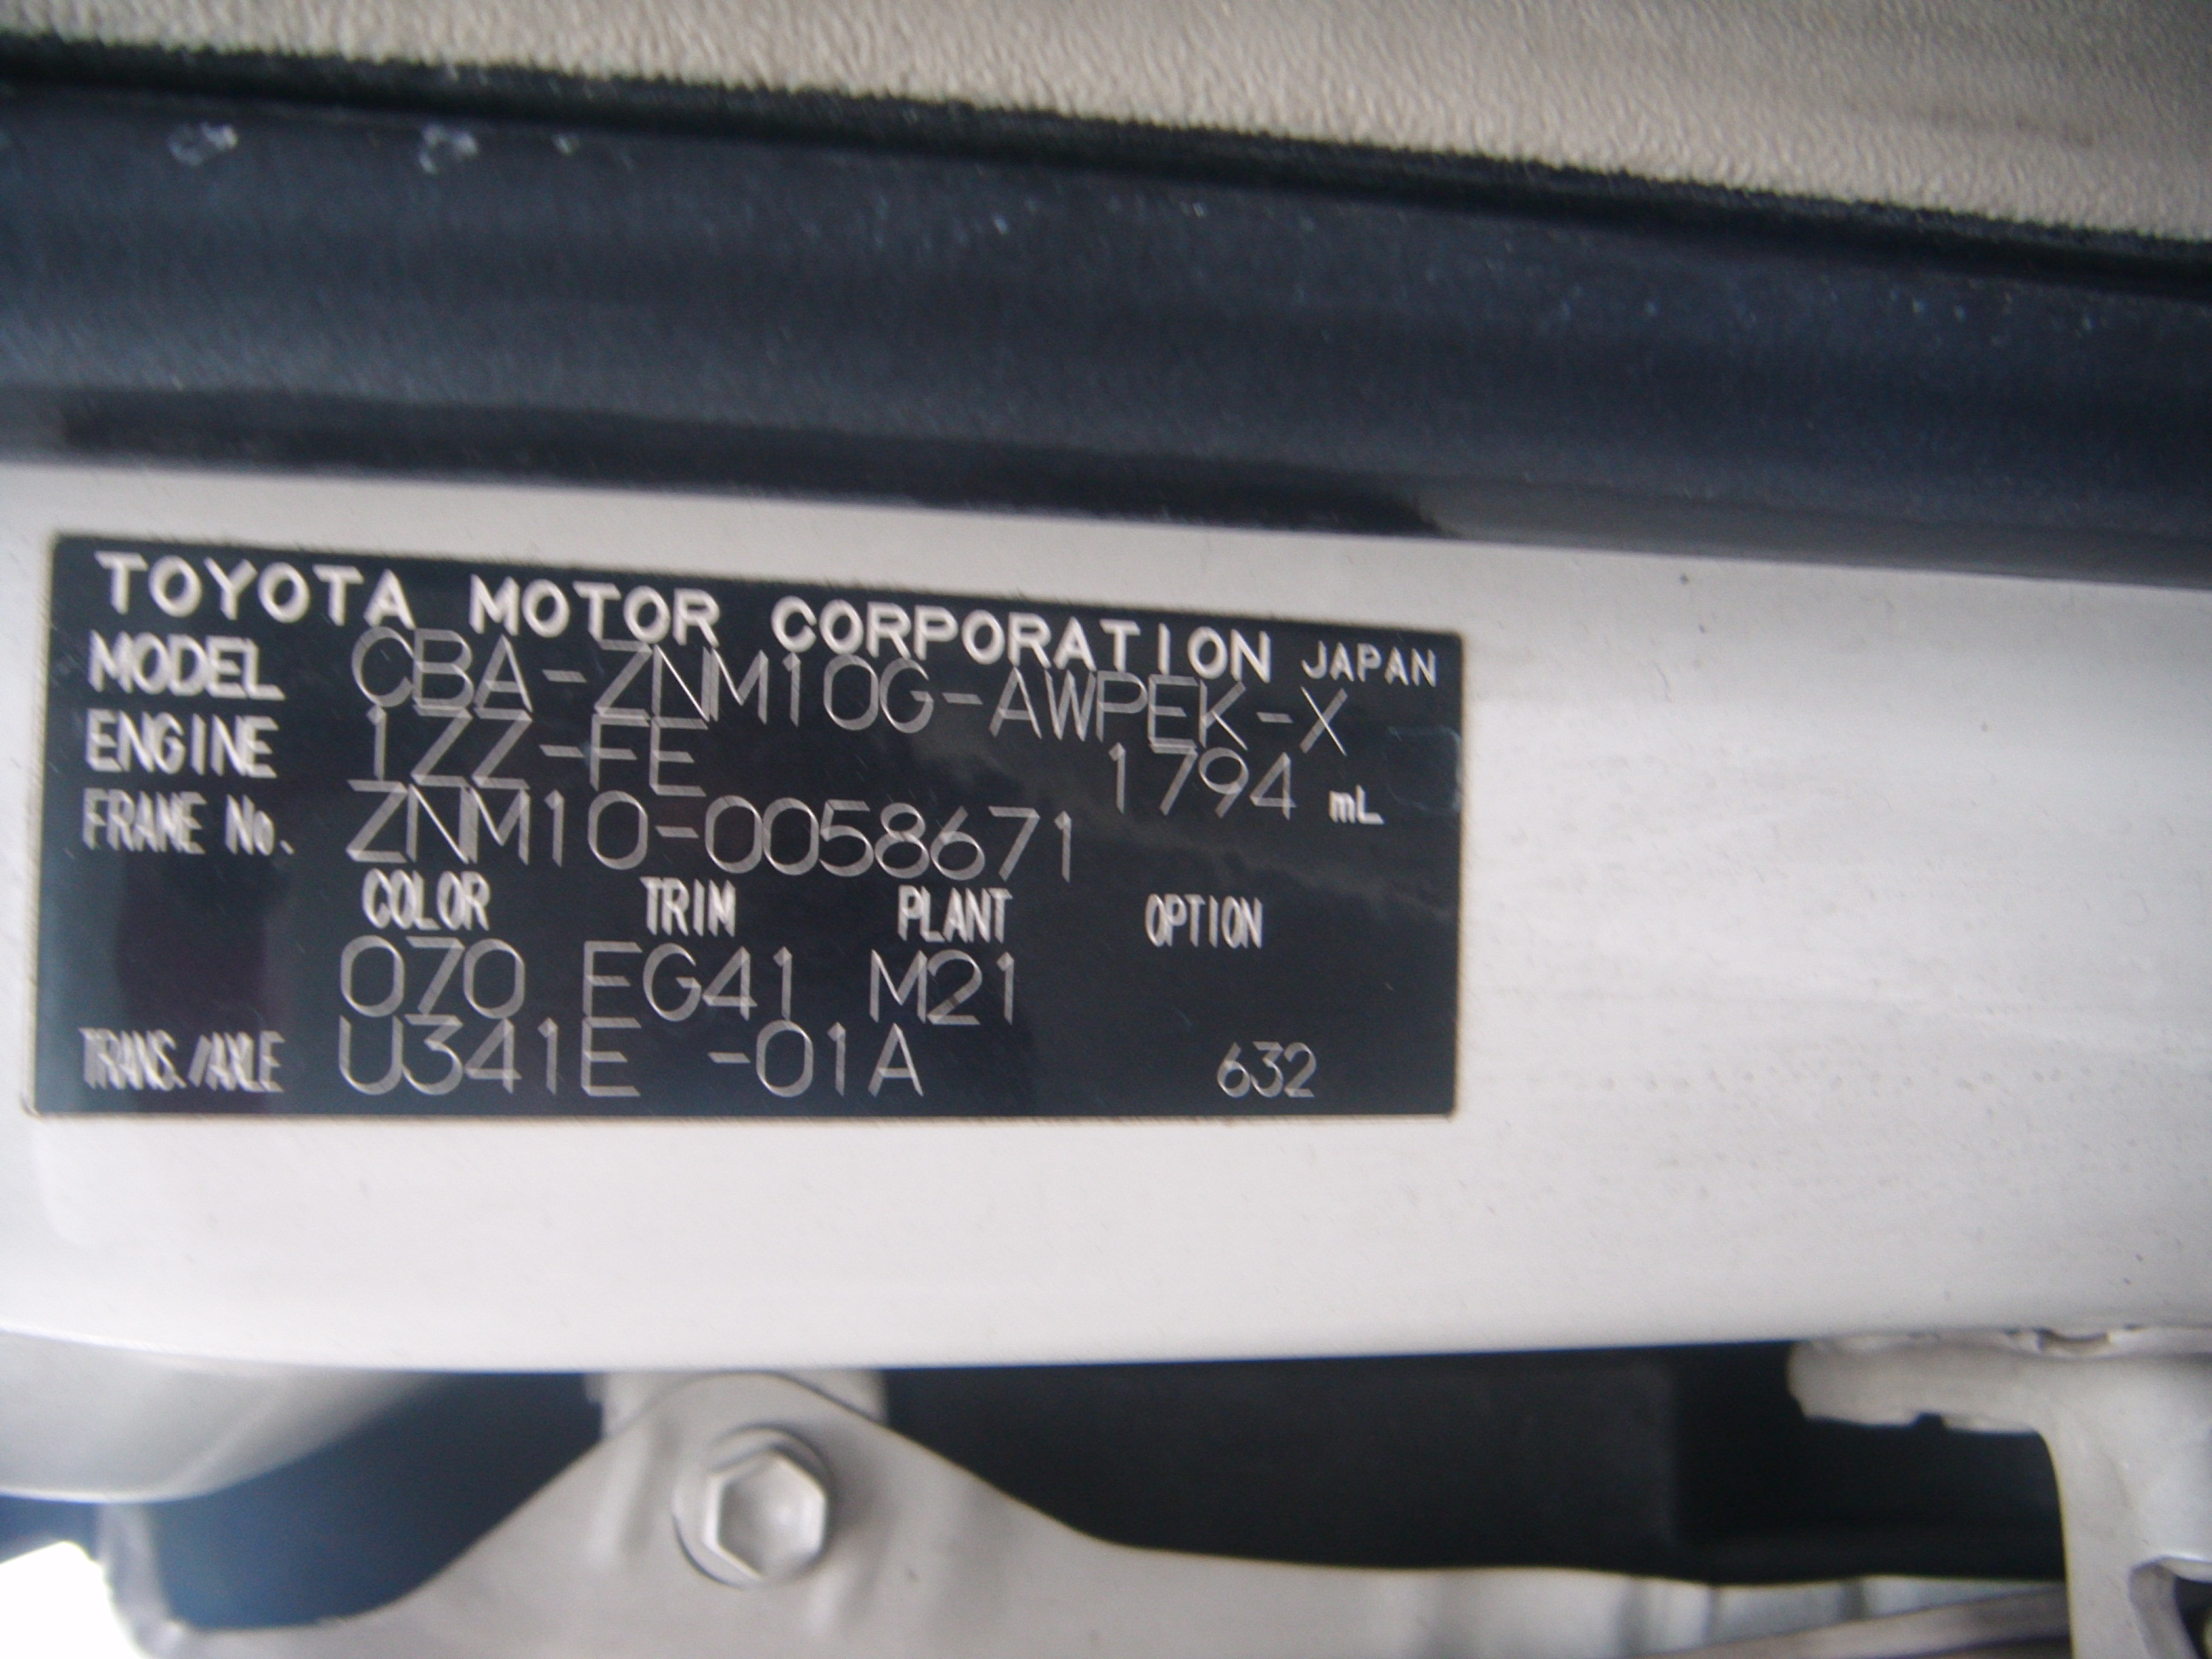 TOYOTA MOTOR CORPORATION JAPAN
MODEL CBA-ZNM10G-AWPEK-X
ENGINE 1ZZ-FE 1794 mL
FRAME No. ZNM10-0058671
COLOR TRIM PLANT OPTION
070 EG41 M21
TRANS./AXLE U341E -01A 632